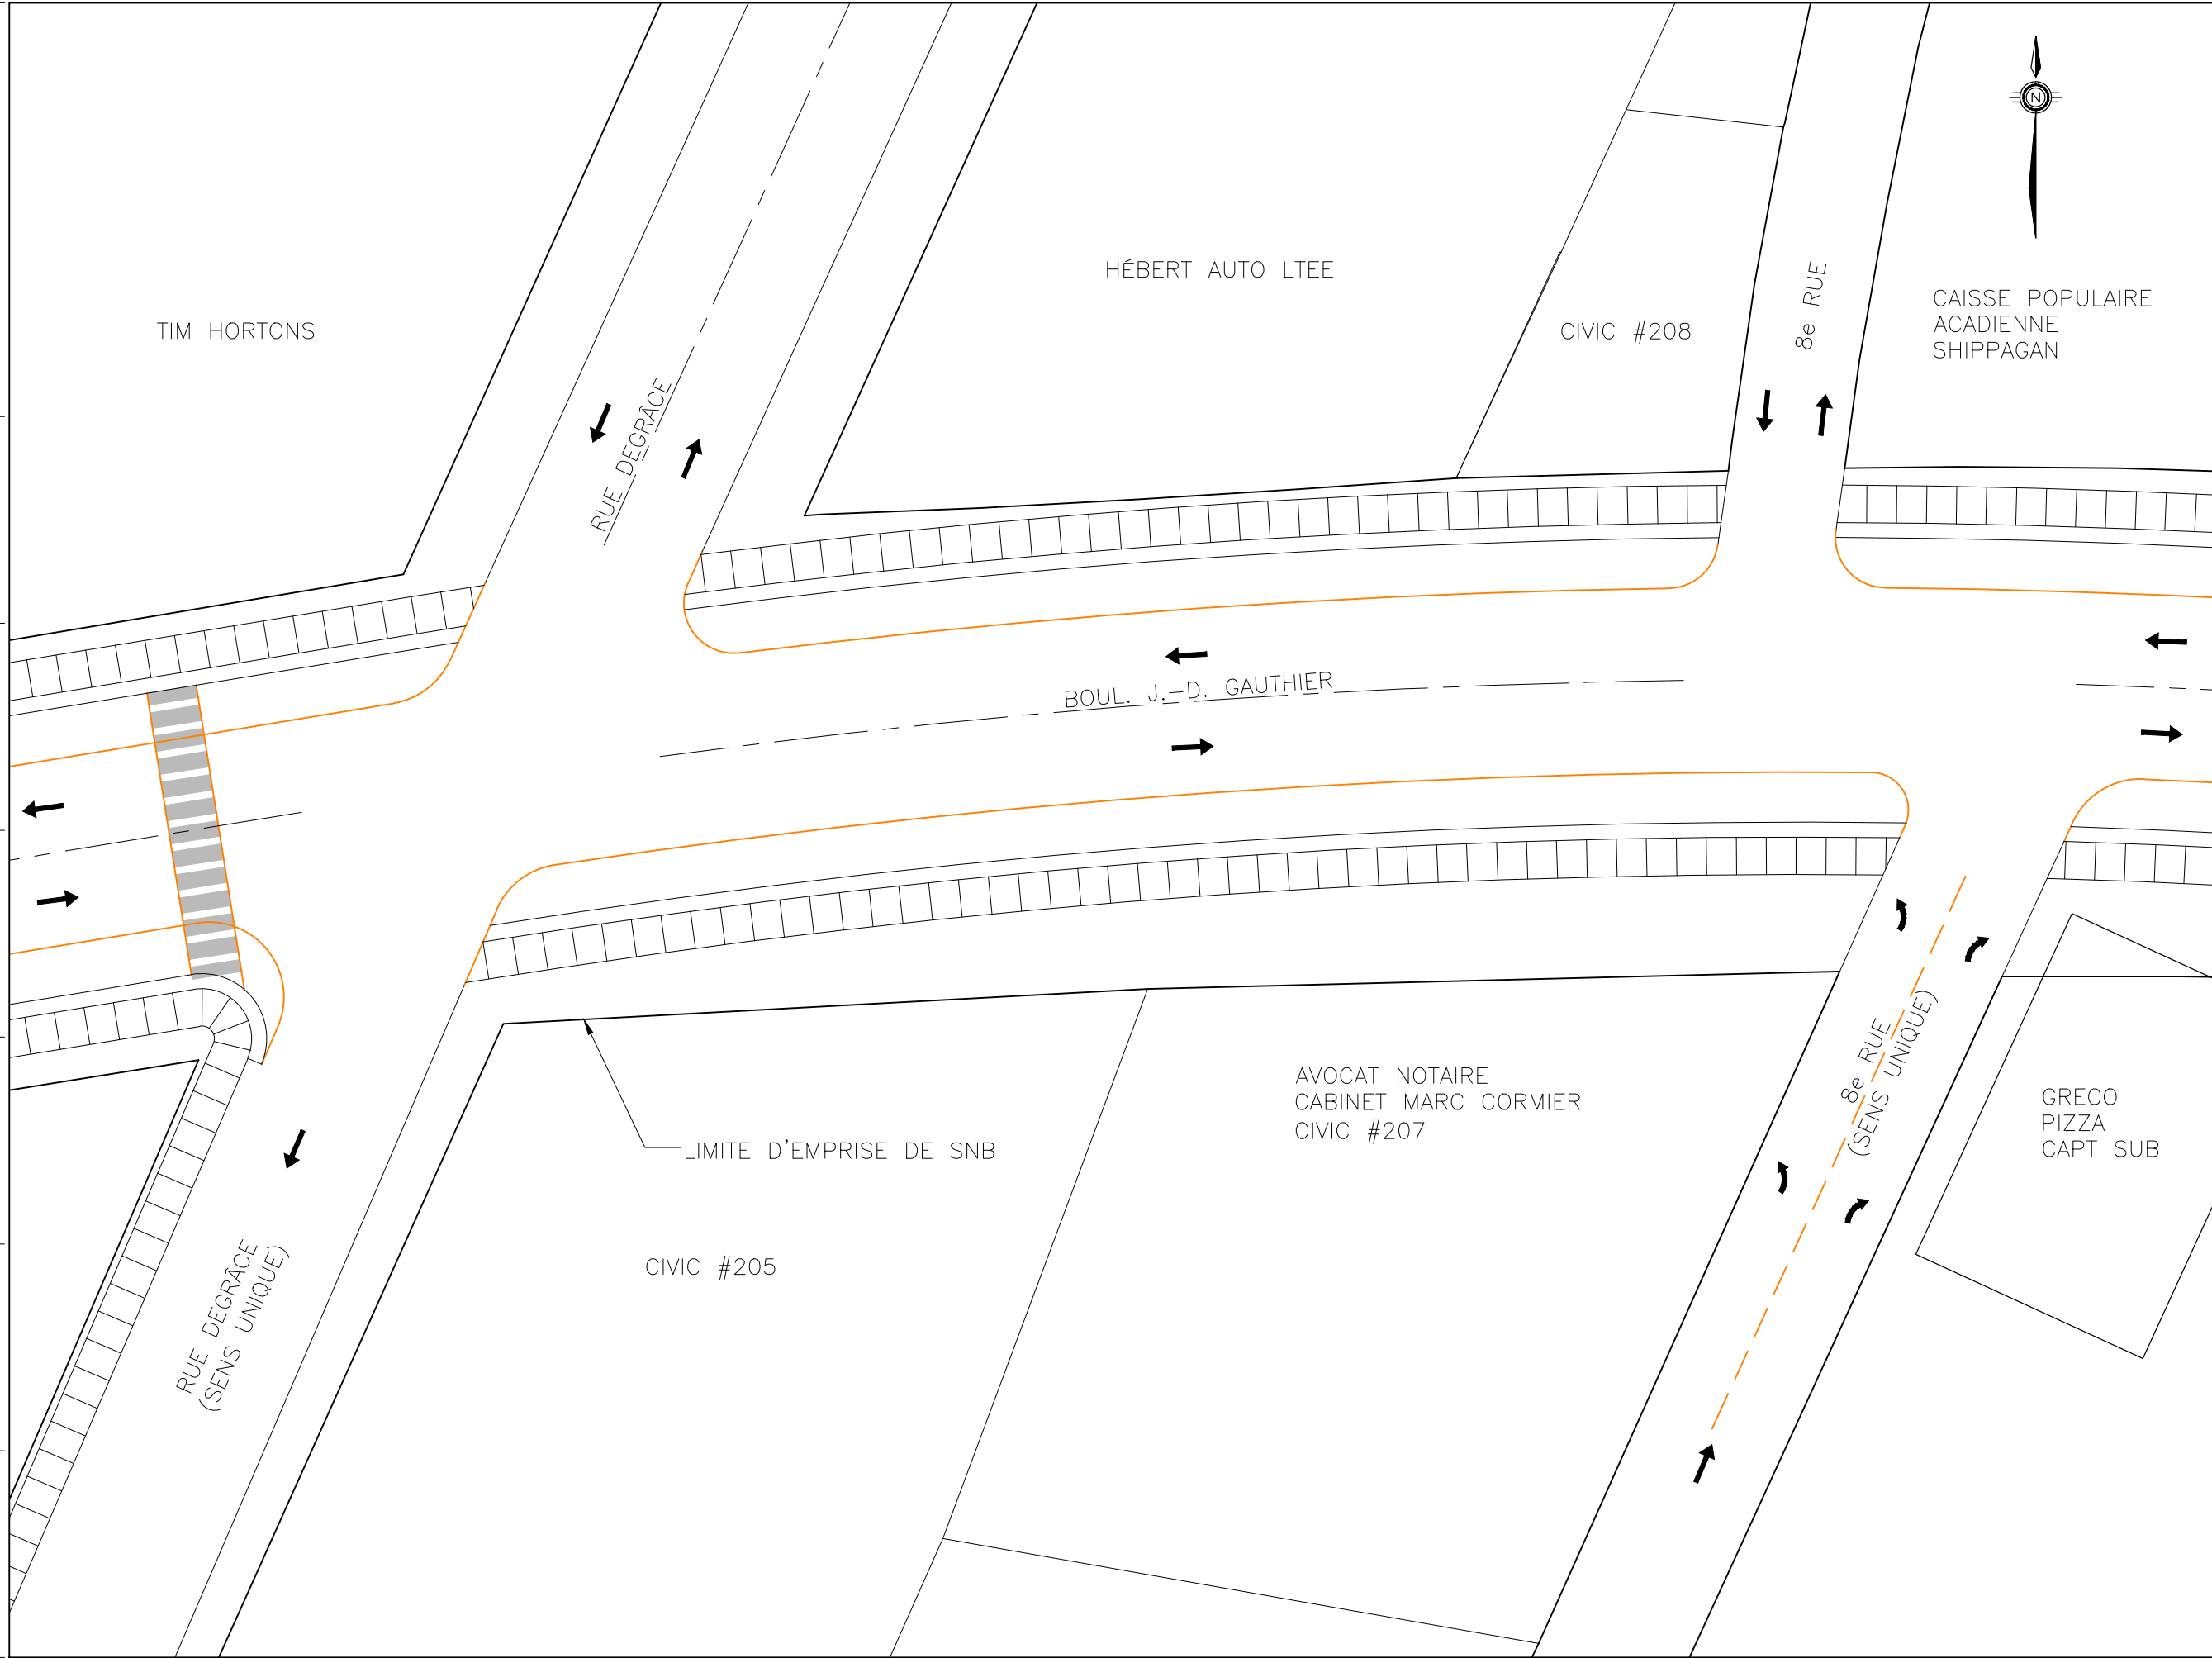 N
HÉBERT AUTO LTEE
TIM HORTONS
CIVIC #208
8e RUE
CAISSE POPULAIRE
ACADIENNE
SHIPPAGAN
RUE DEGRÂCE
BOUL. J.-D. GAUTHIER
AVOCAT NOTAIRE
CABINET MARC CORMIER
CIVIC #207
8e RUE
(SENS UNIQUE)
GRECO
PIZZA
CAPT SUB
LIMITE D'EMPRISE DE SNB
CIVIC #205
RUE DEGRÂCE
(SENS UNIQUE)